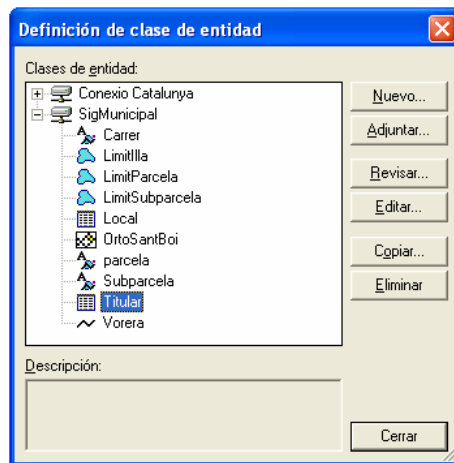 Definición de clase de entidad
Clases de entidad:
Conexio Catalunya
SigMunicipal
Carrer
LimitIlla
LimitParcela
LimitSubparcela
Local
OrtoSantBoi
parcela
Subparcela
Titular
Vorera
Nuevo...
Adjuntar...
Revisar...
Editar...
Copiar...
Eliminar
Descripción:
Cerrar